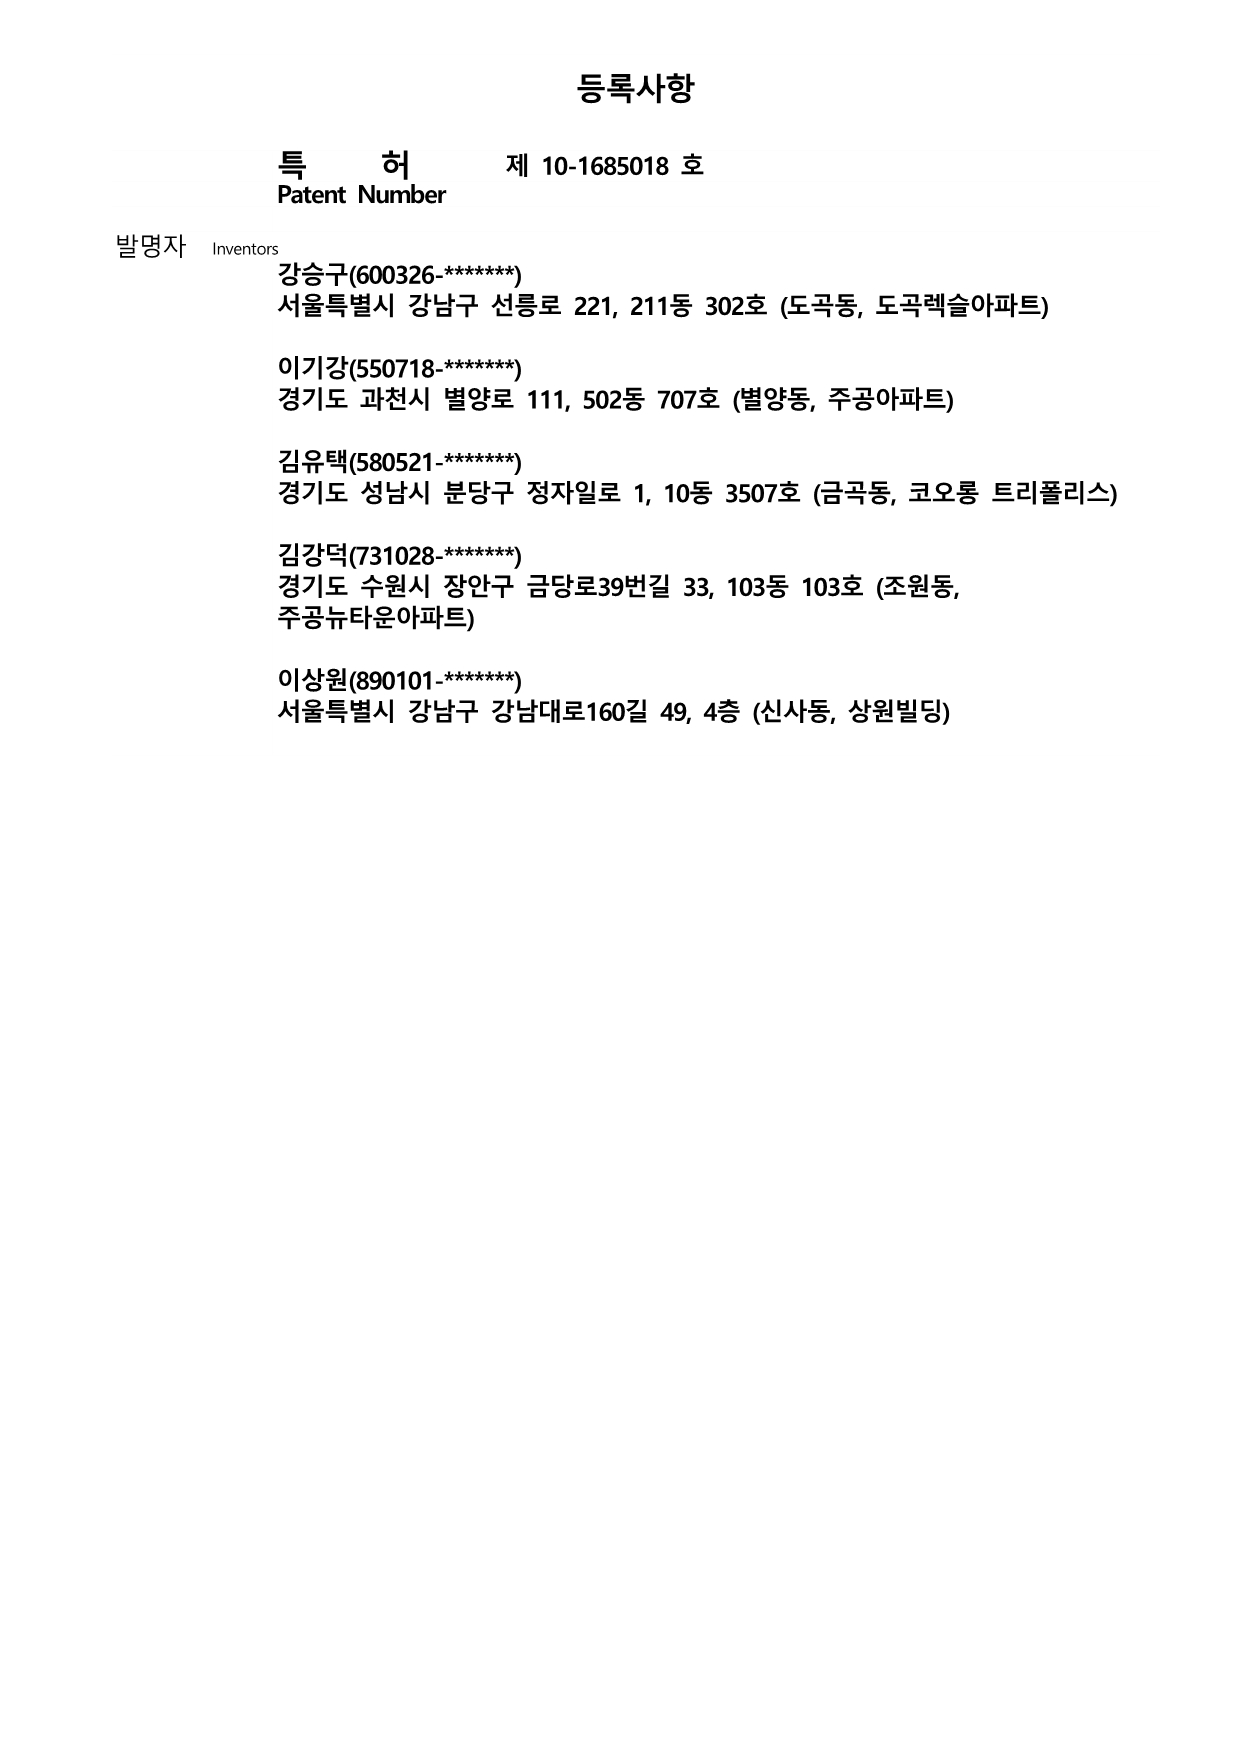 등록사항
특 허 제 10-1685018 호
Patent Number
발명자 Inventors
강승구(600326-*******)
서울특별시 강남구 선릉로 221, 211동 302호 (도곡동, 도곡렉슬아파트)
이기강(550718-*******)
경기도 과천시 별양로 111, 502동 707호 (별양동, 주공아파트)
김유택(580521-*******)
경기도 성남시 분당구 정자일로 1, 10동 3507호 (금곡동, 코오롱 트리폴리스)
김강덕(731028-*******)
경기도 수원시 장안구 금당로39번길 33, 103동 103호 (조원동,
주공뉴타운아파트)
이상원(890101-*******)
서울특별시 강남구 강남대로160길 49, 4층 (신사동, 상원빌딩)